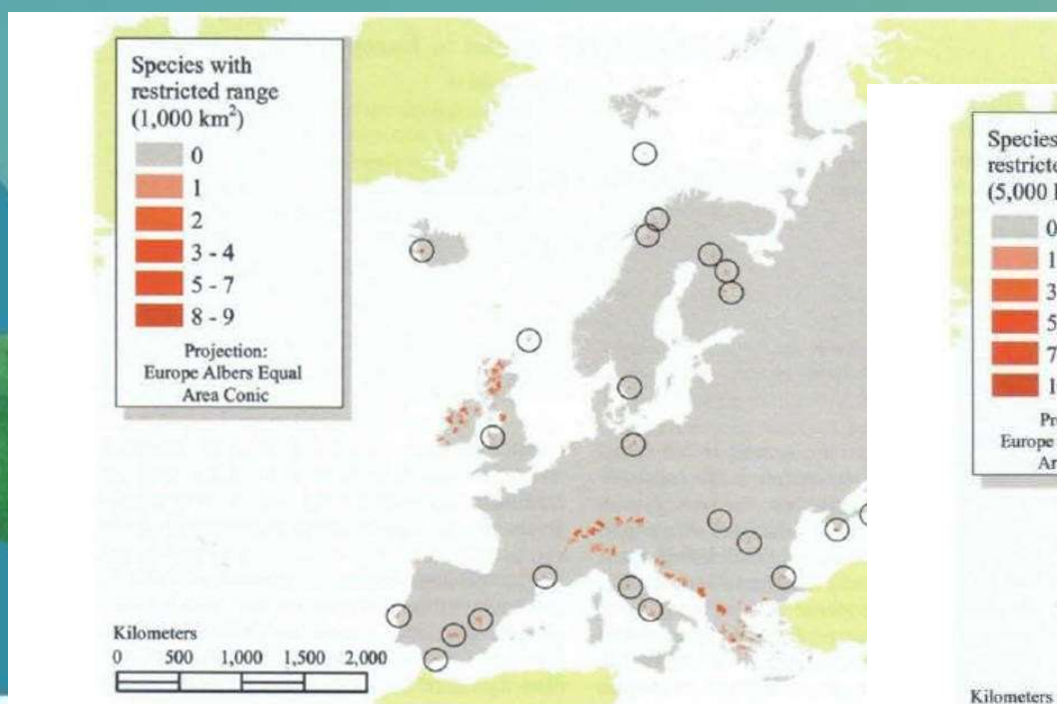 Species with
restricted range
(1,000 km²)
0
1
2
3 - 4
5 - 7
8 - 9
Projection:
Europe Albers Equal
Area Conic
Kilometers
0 500 1,000 1,500 2,000
Species
(5,000
0
1
3
5
7
1
Europe
Kilometers